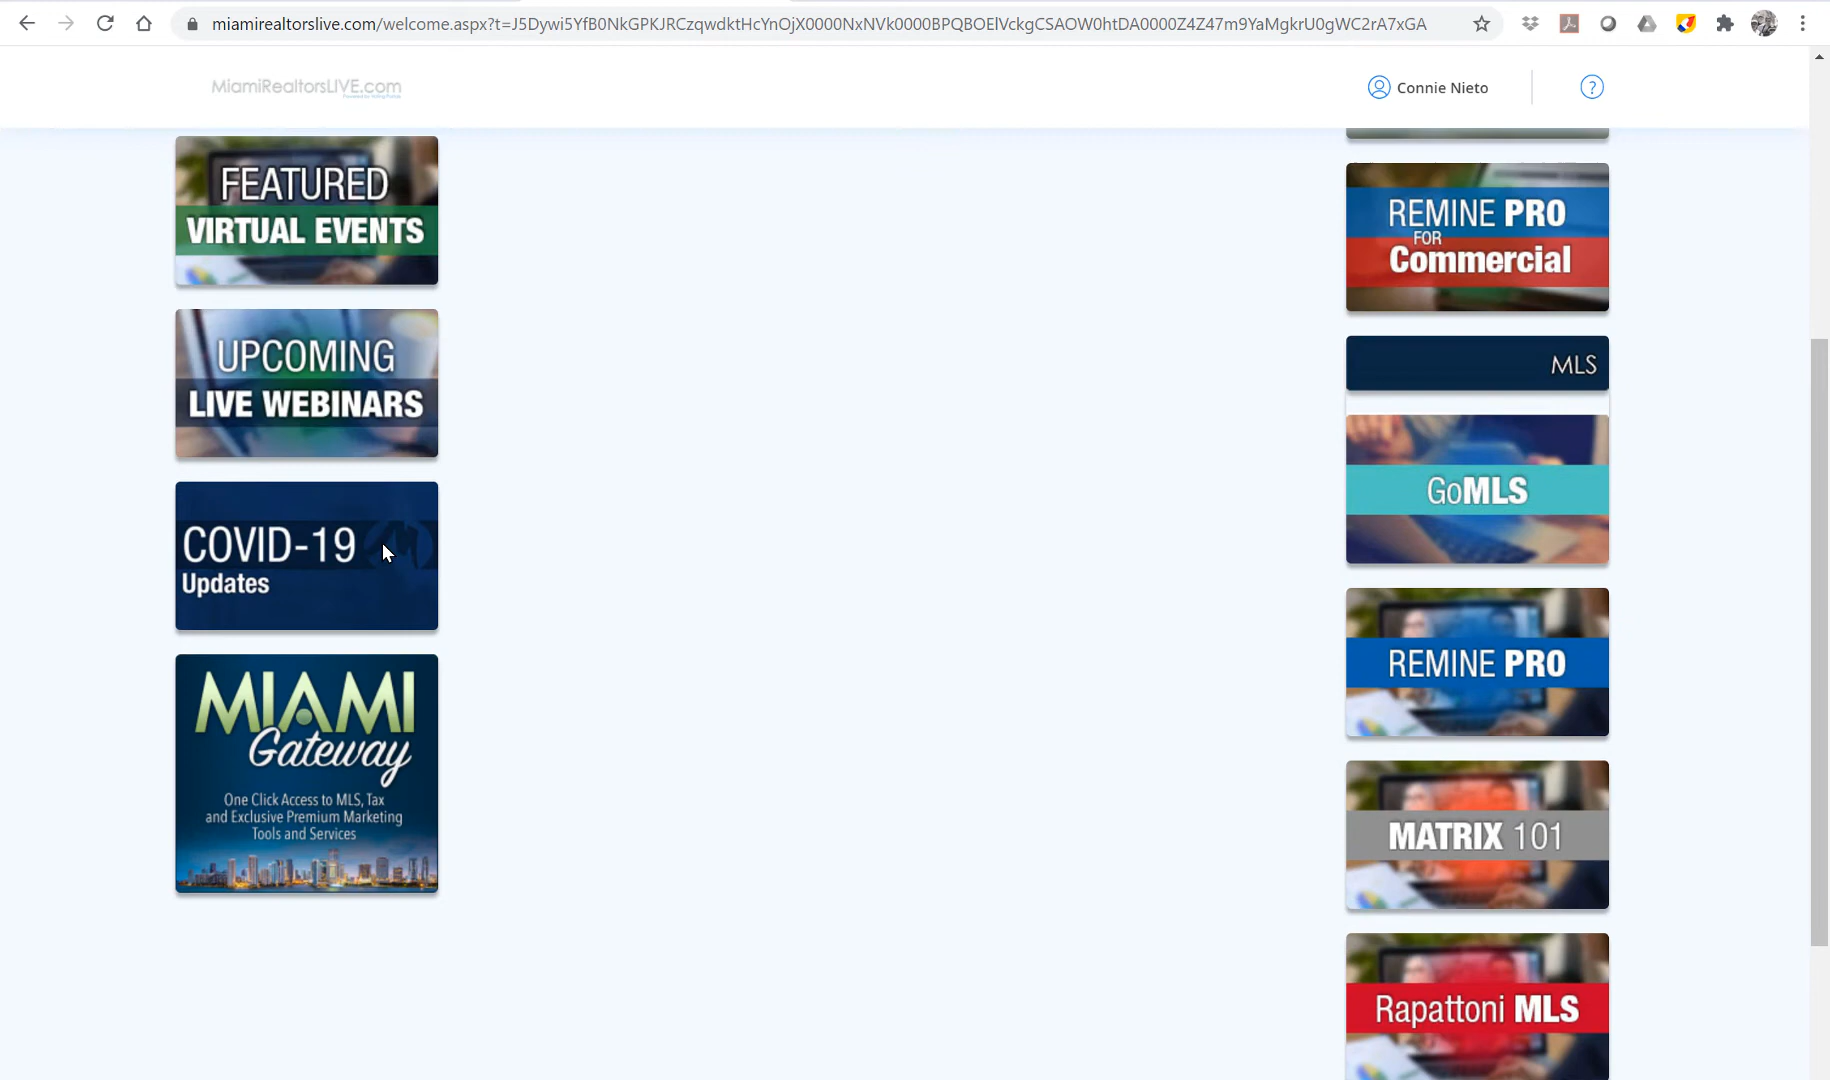 miamirealtorslive.com/welcome.aspx?t=J5Dywi5YfB0NkGPKJRCzqwdktHcYnOjX0000NxNVk0000BPQBOElVckgCSAOW0htDA0000Z4Z47m9YaMgkrU0gWC2rA7xGA
MiamiRealtorsLIVE.com
Connie Nieto
?
FEATURED
VIRTUAL EVENTS
UPCOMING
LIVE WEBINARS
COVID-19
Updates
MIAMI
Gateway
One Click Access to MLS, Tax
and Exclusive Premium Marketing
Tools and Services
REMINE PRO
FOR
Commercial
MLS
GoMLS
REMINE PRO
MATRIX 101
Rapattoni MLS